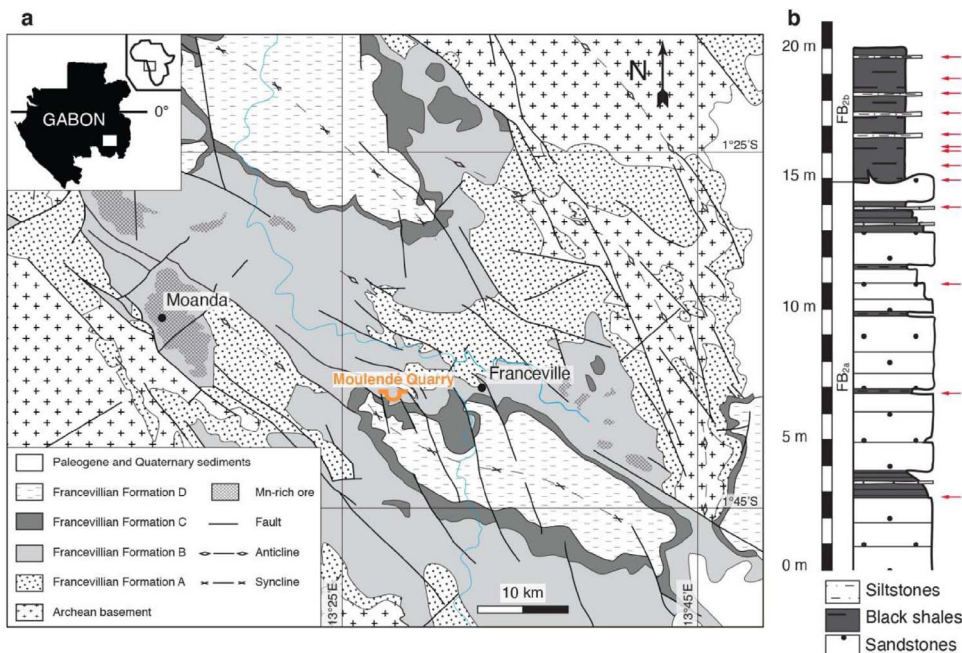 a
GABON
0°
N
1°25'S
Moanda
Moulendé Quarry
Franceville
1°45'S
13°25'E
13°45'E
10 km
Paleogene and Quaternary sediments
Francevillian Formation D
Francevillian Formation C
Francevillian Formation B
Francevillian Formation A
Archean basement
Mn-rich ore
Fault
Anticline
Syncline
b
20 m
15 m
10 m
5 m
0 m
FB2b
FB2a
Siltstones
Black shales
Sandstones